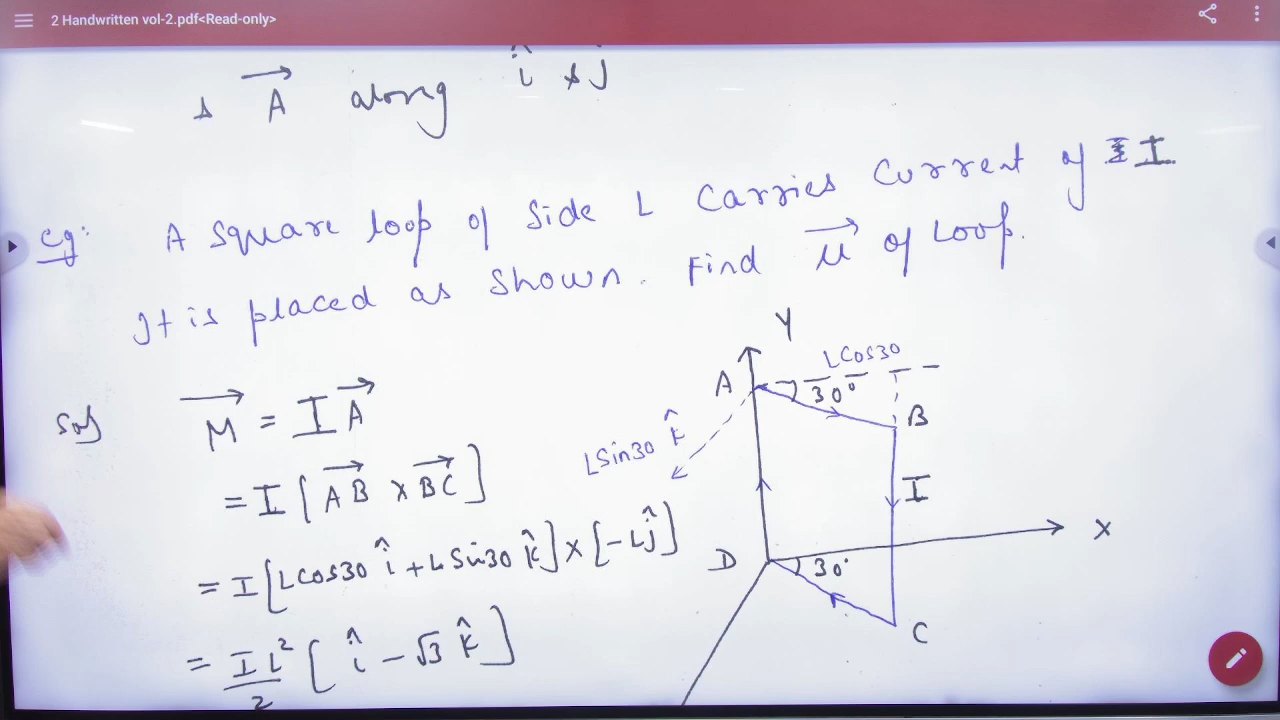 2 Handwritten vol-2.pdf<Read-only>
s A⃗ along î & ĵ
eg: A square loop of side L carries current of I
It is placed as shown. Find μ⃗ of loop.
Sol
M⃗ = I A⃗
= I [AB⃗ × BC⃗]
= I [L cos30 î + L sin30 k̂] × [-L ĵ]
= I L²/2 [î - √3 k̂]
Y
L cos30
A
30°
B
L sin30 k̂
I
X
D
30°
C